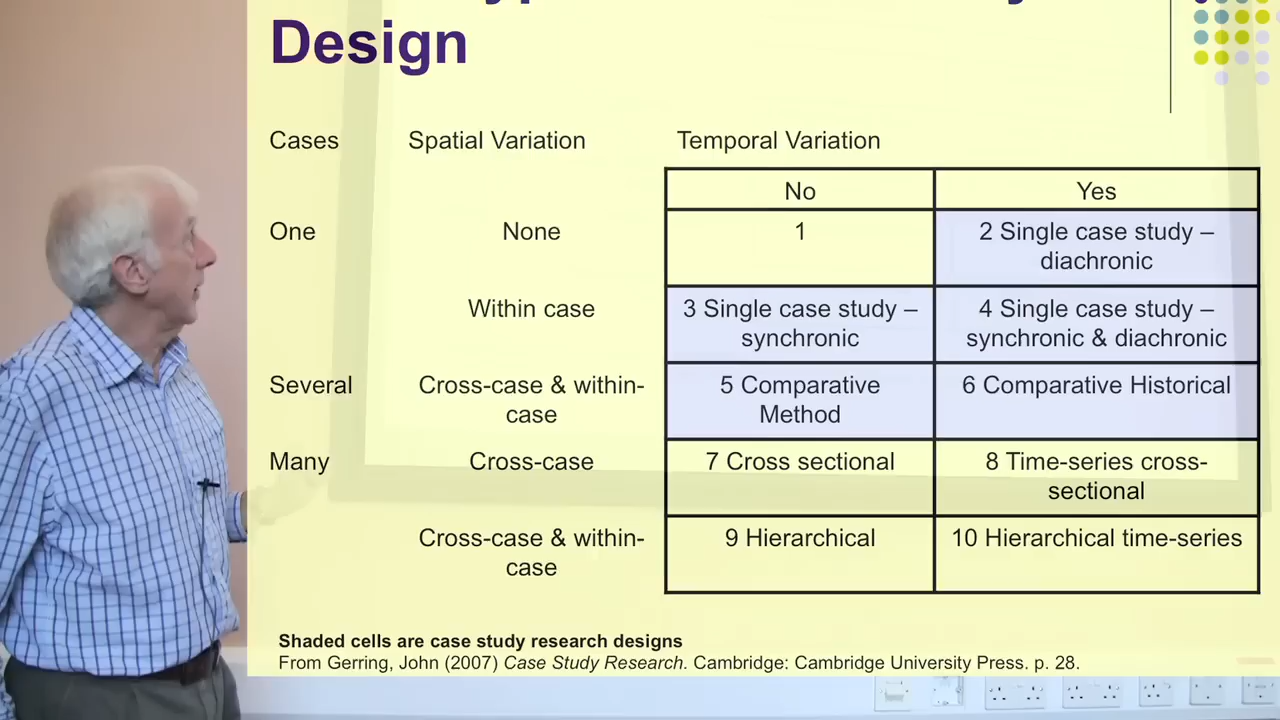 Design
Cases Spatial Variation Temporal Variation
No Yes
One None 1 2 Single case study –
diachronic
Within case 3 Single case study – 4 Single case study –
synchronic synchronic & diachronic
Several Cross-case & within- 5 Comparative 6 Comparative Historical
case Method
Many Cross-case 7 Cross sectional 8 Time-series cross-
sectional
Cross-case & within- 9 Hierarchical 10 Hierarchical time-series
case
Shaded cells are case study research designs
From Gerring, John (2007) Case Study Research. Cambridge: Cambridge University Press. p. 28.